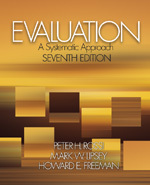 EVALUATION
A Systematic Approach
SEVENTH EDITION
PETER H. ROSSI
MARK W. LIPSEY
HOWARD E. FREEMAN